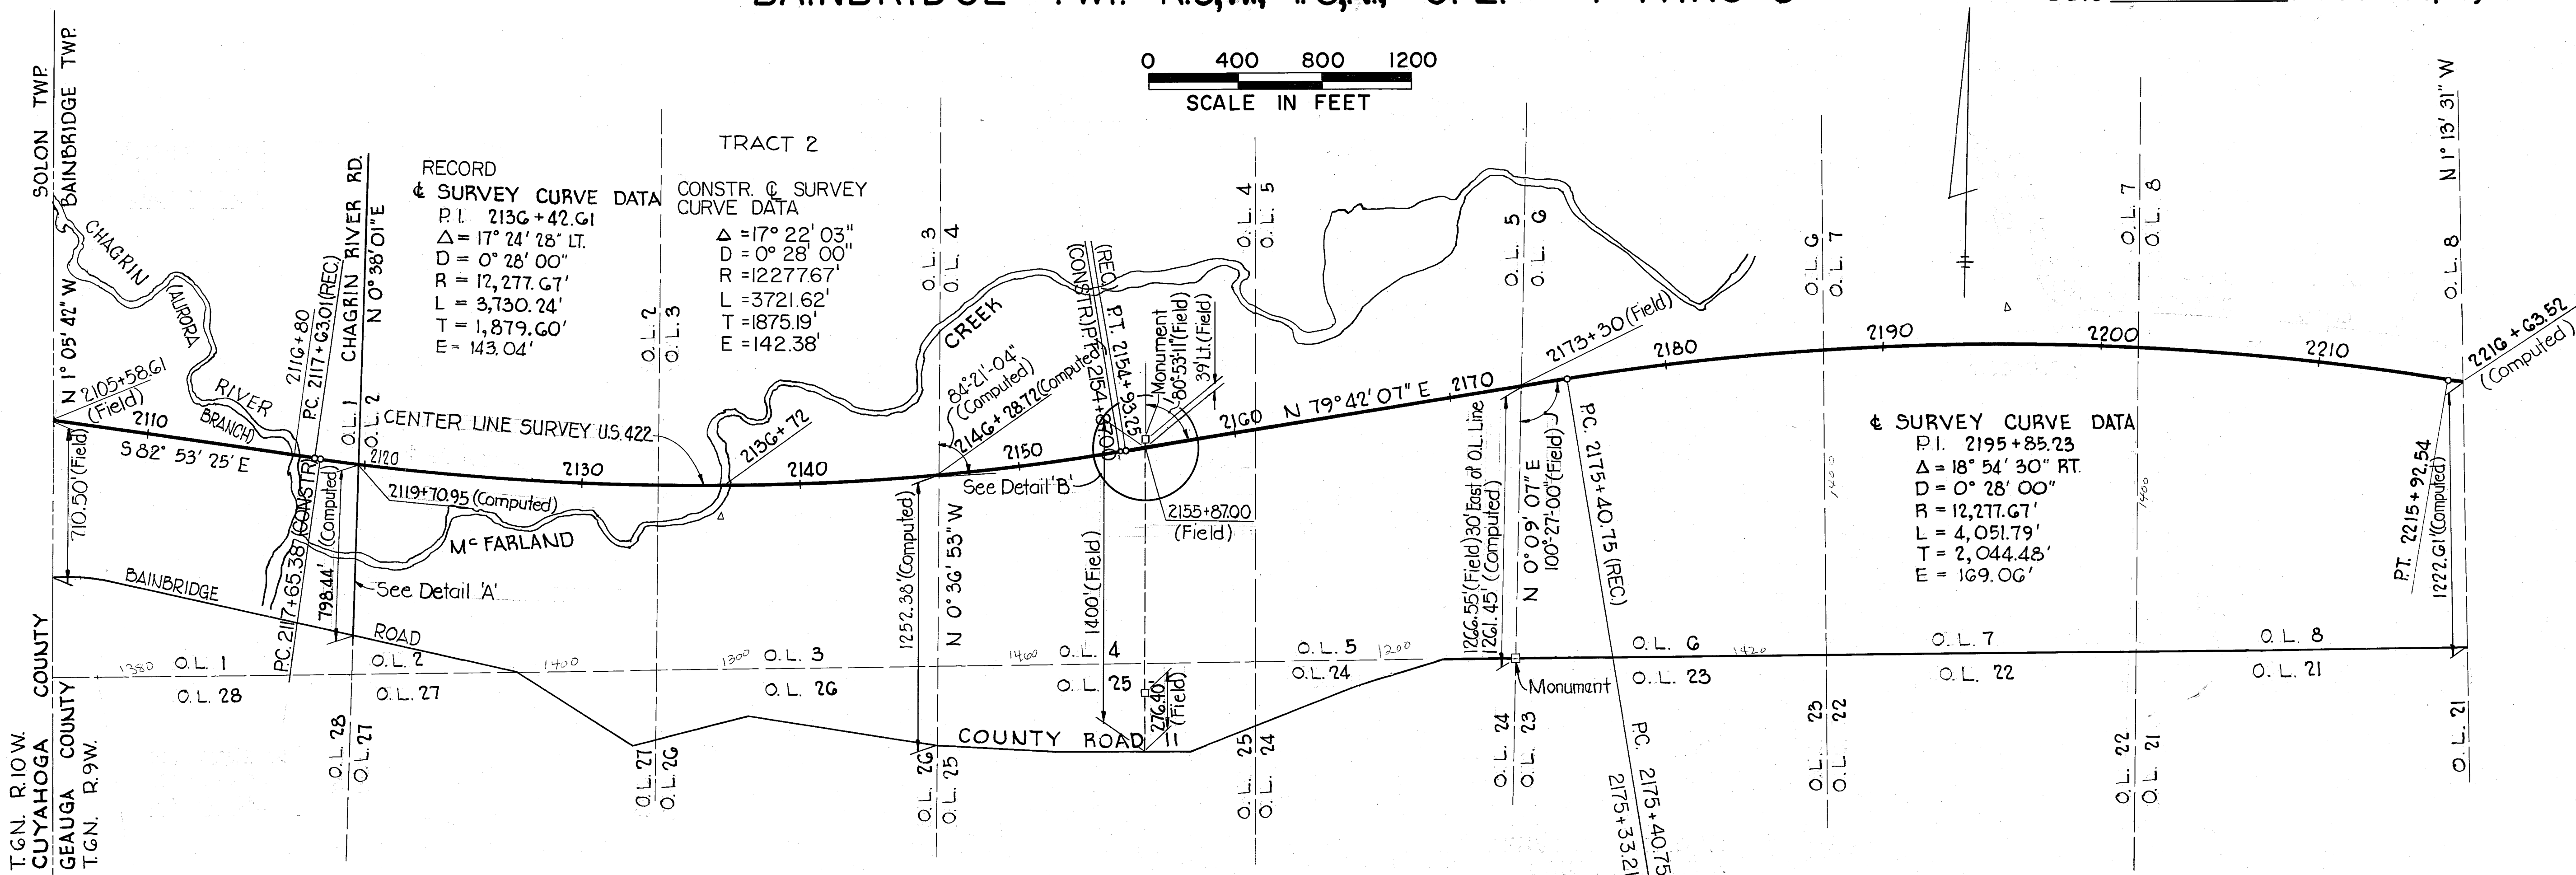 0 400 800 1200
SCALE IN FEET
SOLON TWP.
BAINBRIDGE TWP.
N 1° 05' 42" W
CHAGRIN
(AURORA
RIVER
BRANCH)
2105+58.61
(Field)
710.50' (Field)
2110
S 82° 53' 25" E
2116+80
P.C. 2117+63.01 (REC.)
P.C. 2117+65.38 (CONSTR.)
CHAGRIN RIVER RD.
N 0° 38' 01" E
O.L. 1
O.L. 2
2120
2119+70.95 (Computed)
798.44' (Computed)
See Detail 'A'
BAINBRIDGE
ROAD
RECORD
℄ SURVEY CURVE DATA
P.I. 2136+42.61
Δ = 17° 24' 28" LT.
D = 0° 28' 00"
R = 12,277.67'
L = 3,730.24'
T = 1,879.60'
E = 143.04'
TRACT 2
CONSTR. ℄ SURVEY
CURVE DATA
Δ = 17° 22' 03"
D = 0° 28' 00"
R = 12277.67'
L = 3721.62'
T = 1875.19'
E = 142.38'
O.L. 2
O.L. 3
CENTER LINE SURVEY U.S. 422
2130
2136+72
2140
McFARLAND
CREEK
O.L. 3
O.L. 4
84°-21'-04"
(Computed)
2146+28.72 (Computed)
2150
See Detail 'B'
1252.38' (Computed)
N 0° 36' 53" W
1400' (Field)
(REC.) P.T. 2154+93.25
(CONSTR.) P.T. 2154+87.00
Monument
80°-53'-11" (Field)
39' Lt. (Field)
2155+87.00
(Field)
276.40'
(Field)
O.L. 4
O.L. 5
2160
N 79° 42' 07" E
2170
2173+30 (Field)
O.L. 5
O.L. 6
1266.55' (Field) 30' East of O.L. Line
1261.45' (Computed)
N 0° 09' 07" E
100°-27'-00" (Field)
P.C. 2175+40.75 (REC.)
Monument
P.C. 2175+40.75
2175+33.21
2180
O.L. 6
O.L. 7
2190
2200
O.L. 7
O.L. 8
2210
℄ SURVEY CURVE DATA
P.I. 2195+85.23
Δ = 18° 54' 30" RT.
D = 0° 28' 00"
R = 12,277.67'
L = 4,051.79'
T = 2,044.48'
E = 169.06'
O.L. 8
N 1° 13' 31" W
2216+63.52
(Computed)
P.T. 2215+92.54
1222.61' (Computed)
1400
1400
1380
O.L. 1
O.L. 2
1400
1300
O.L. 3
1460
O.L. 4
O.L. 5
1200
O.L. 6
1420
O.L. 7
O.L. 8
O.L. 28
O.L. 27
O.L. 26
O.L. 25
O.L. 24
O.L. 23
O.L. 22
O.L. 21
COUNTY ROAD 11
O.L. 28
O.L. 27
O.L. 27
O.L. 26
O.L. 26
O.L. 25
O.L. 25
O.L. 24
O.L. 24
O.L. 23
O.L. 23
O.L. 22
O.L. 22
O.L. 21
O.L. 21
T.6N. R.10W.
CUYAHOGA COUNTY
GEAUGA COUNTY
T.6N. R.9W.